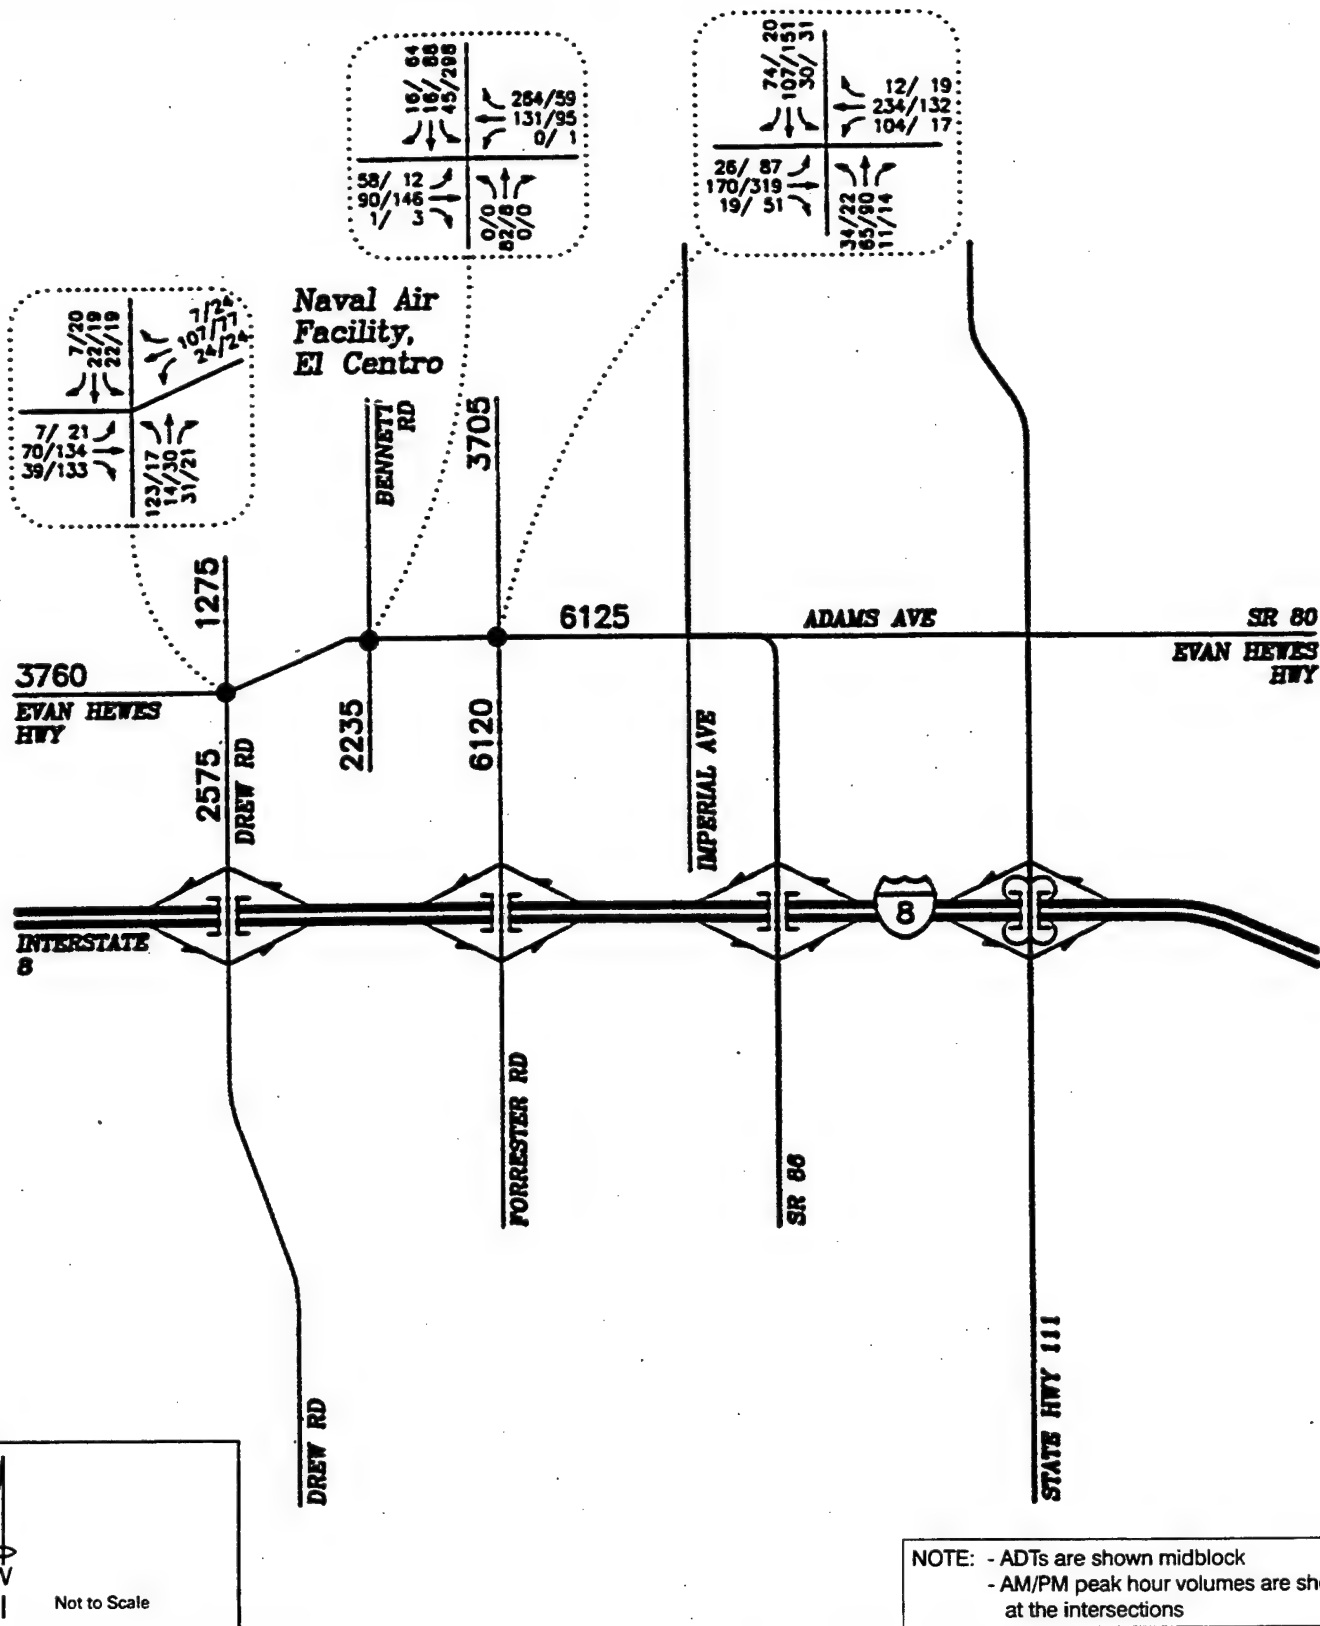 16/ 64
16/ 88
45/298
264/59
131/95
0/ 1
58/ 12
90/146
1/ 3
0/0
82/8
0/0
74/ 20
107/151
30/ 31
12/ 19
234/132
104/ 17
26/ 87
170/319
19/ 51
34/22
65/90
11/14
7/20
22/19
22/19
7/24
107/77
24/24
7/ 21
70/134
39/133
123/17
14/30
31/21
Naval Air
Facility,
El Centro
BENNETT
RD
3705
1275
6125
ADAMS AVE
SR 80
EVAN HEWES
HWY
3760
EVAN HEWES
HWY
2575
DREW RD
2235
6120
IMPERIAL AVE
INTERSTATE
8
8
FORRESTER RD
SR 86
DREW RD
STATE HWY 111
Not to Scale
NOTE: - ADTs are shown midblock
- AM/PM peak hour volumes are
at the intersections